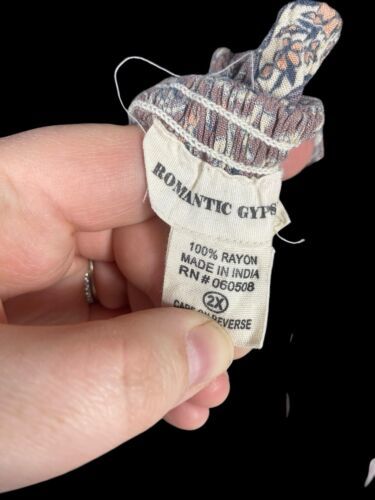 ROMANTIC GYPS
100% RAYON
MADE IN INDIA
RN # 060508
2X
CARE ON REVERSE